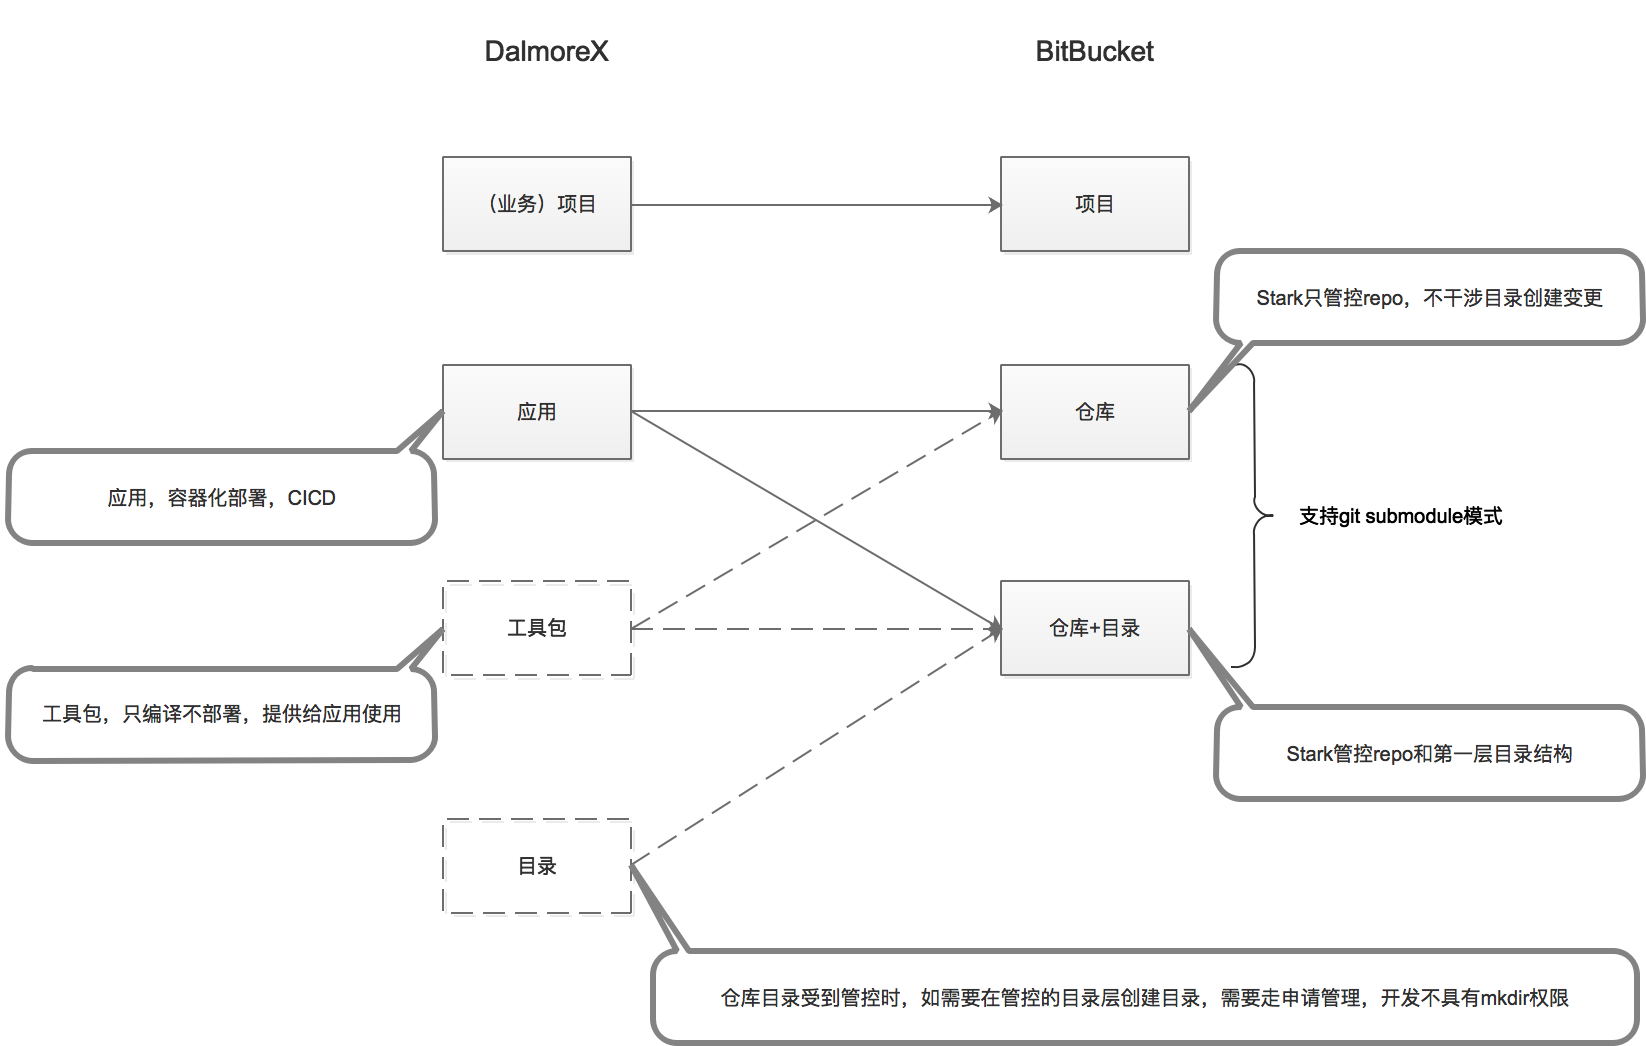 DalmoreX
BitBucket
（业务）项目
项目
Stark只管控repo，不干涉目录创建变更
应用
仓库
应用，容器化部署，CICD
支持git submodule模式
工具包
仓库+目录
工具包，只编译不部署，提供给应用使用
Stark管控repo和第一层目录结构
目录
仓库目录受到管控时，如需要在管控的目录层创建目录，需要走申请管理，开发不具有mkdir权限